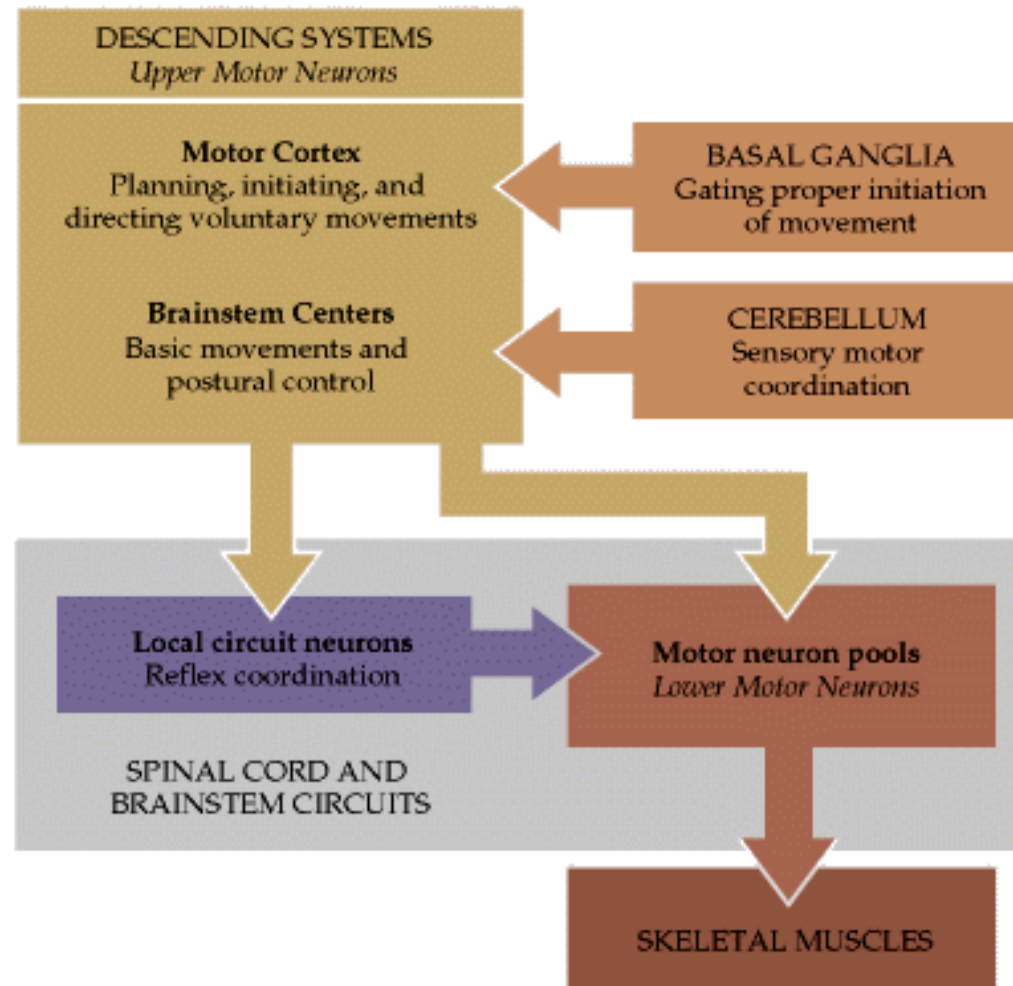 DESCENDING SYSTEMS
Upper Motor Neurons
Motor Cortex
Planning, initiating, and
directing voluntary movements
Brainstem Centers
Basic movements and
postural control
BASAL GANGLIA
Gating proper initiation
of movement
CEREBELLUM
Sensory motor
coordination
Local circuit neurons
Reflex coordination
Motor neuron pools
Lower Motor Neurons
SPINAL CORD AND
BRAINSTEM CIRCUITS
SKELETAL MUSCLES